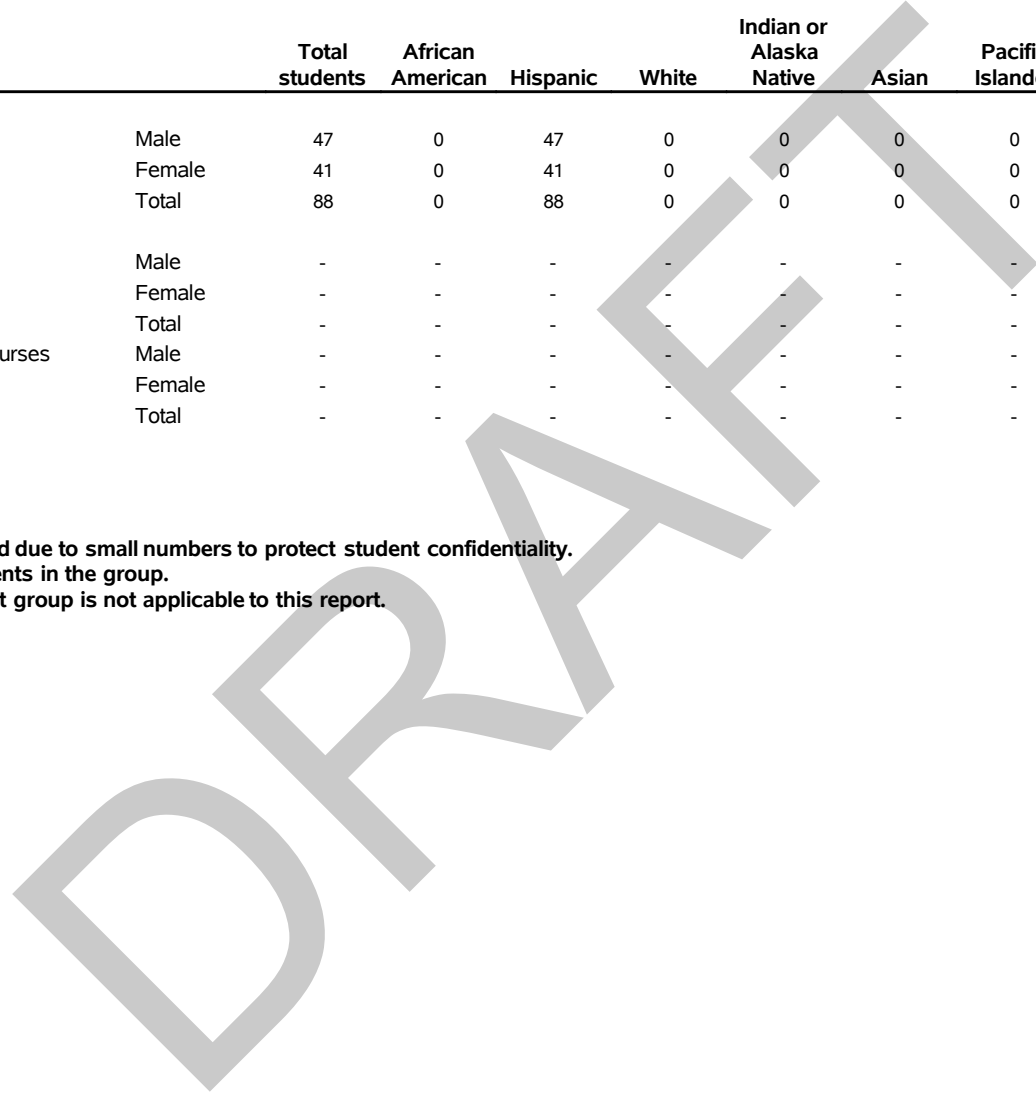 Indian or
Total African Alaska Pacifi
students American Hispanic White Native Asian Island
Male 47 0 47 0 0 0 0
Female 41 0 41 0 0 0 0
Total 88 0 88 0 0 0 0
Male - - - - - - -
Female - - - - - - -
Total - - - - - - -
urses Male - - - - - - -
Female - - - - - - -
Total - - - - - - -
d due to small numbers to protect student confidentiality.
ents in the group.
t group is not applicable to this report.
DRAFT